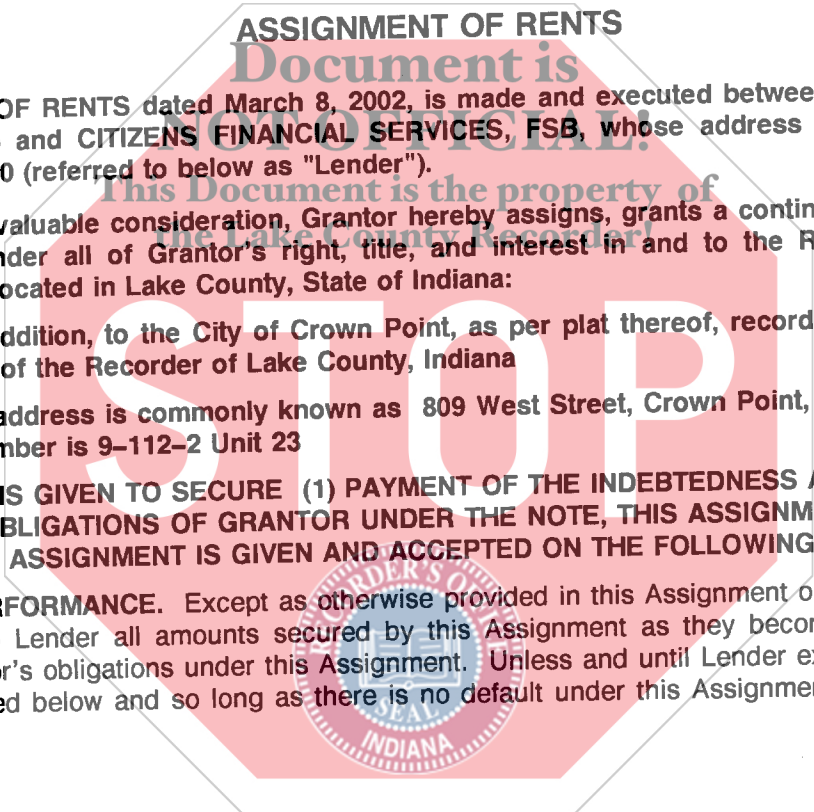 ASSIGNMENT OF RENTS
Document is
OF RENTS dated March 8, 2002, is made and executed betwee
NOT OFFICIAL!
and CITIZENS FINANCIAL SERVICES, FSB, whose address
0 (referred to below as "Lender").
This Document is the property of
valuable consideration, Grantor hereby assigns, grants a contin
the Lake County Recorder!
nder all of Grantor's right, title, and interest in and to the R
ocated in Lake County, State of Indiana:
ddition, to the City of Crown Point, as per plat thereof, record
of the Recorder of Lake County, Indiana
STOP
address is commonly known as 809 West Street, Crown Point,
mber is 9–112–2 Unit 23
IS GIVEN TO SECURE (1) PAYMENT OF THE INDEBTEDNESS A
BLIGATIONS OF GRANTOR UNDER THE NOTE, THIS ASSIGNM
ASSIGNMENT IS GIVEN AND ACCEPTED ON THE FOLLOWING
RFORMANCE. Except as otherwise provided in this Assignment o
Lender all amounts secured by this Assignment as they becom
or's obligations under this Assignment. Unless and until Lender ex
ed below and so long as there is no default under this Assignme
RECORDER'S OFFICE
SEAL
INDIANA